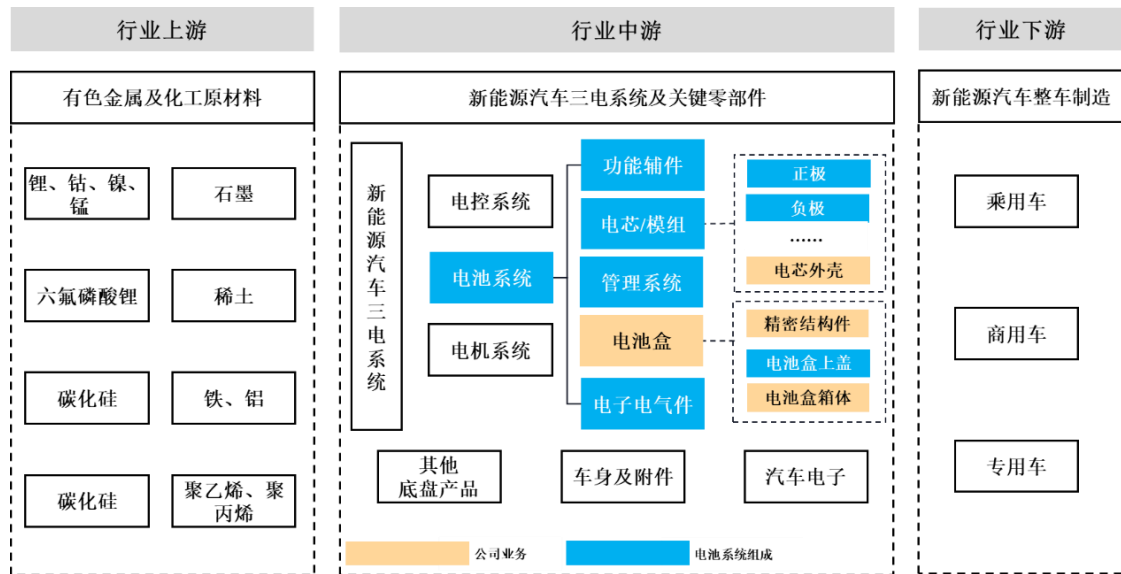 行业上游
行业中游
行业下游
有色金属及化工原材料
新能源汽车三电系统及关键零部件
新能源汽车整车制造
锂、钴、镍、
锰
石墨
六氟磷酸锂
稀土
碳化硅
铁、铝
碳化硅
聚乙烯、聚
丙烯
新能源汽车三电系统
电控系统
电池系统
电机系统
功能辅件
电芯/模组
管理系统
电池盒
电子电气件
正极
负极
......
电芯外壳
精密结构件
电池盒上盖
电池盒箱体
其他
底盘产品
车身及附件
汽车电子
公司业务
电池系统组成
乘用车
商用车
专用车